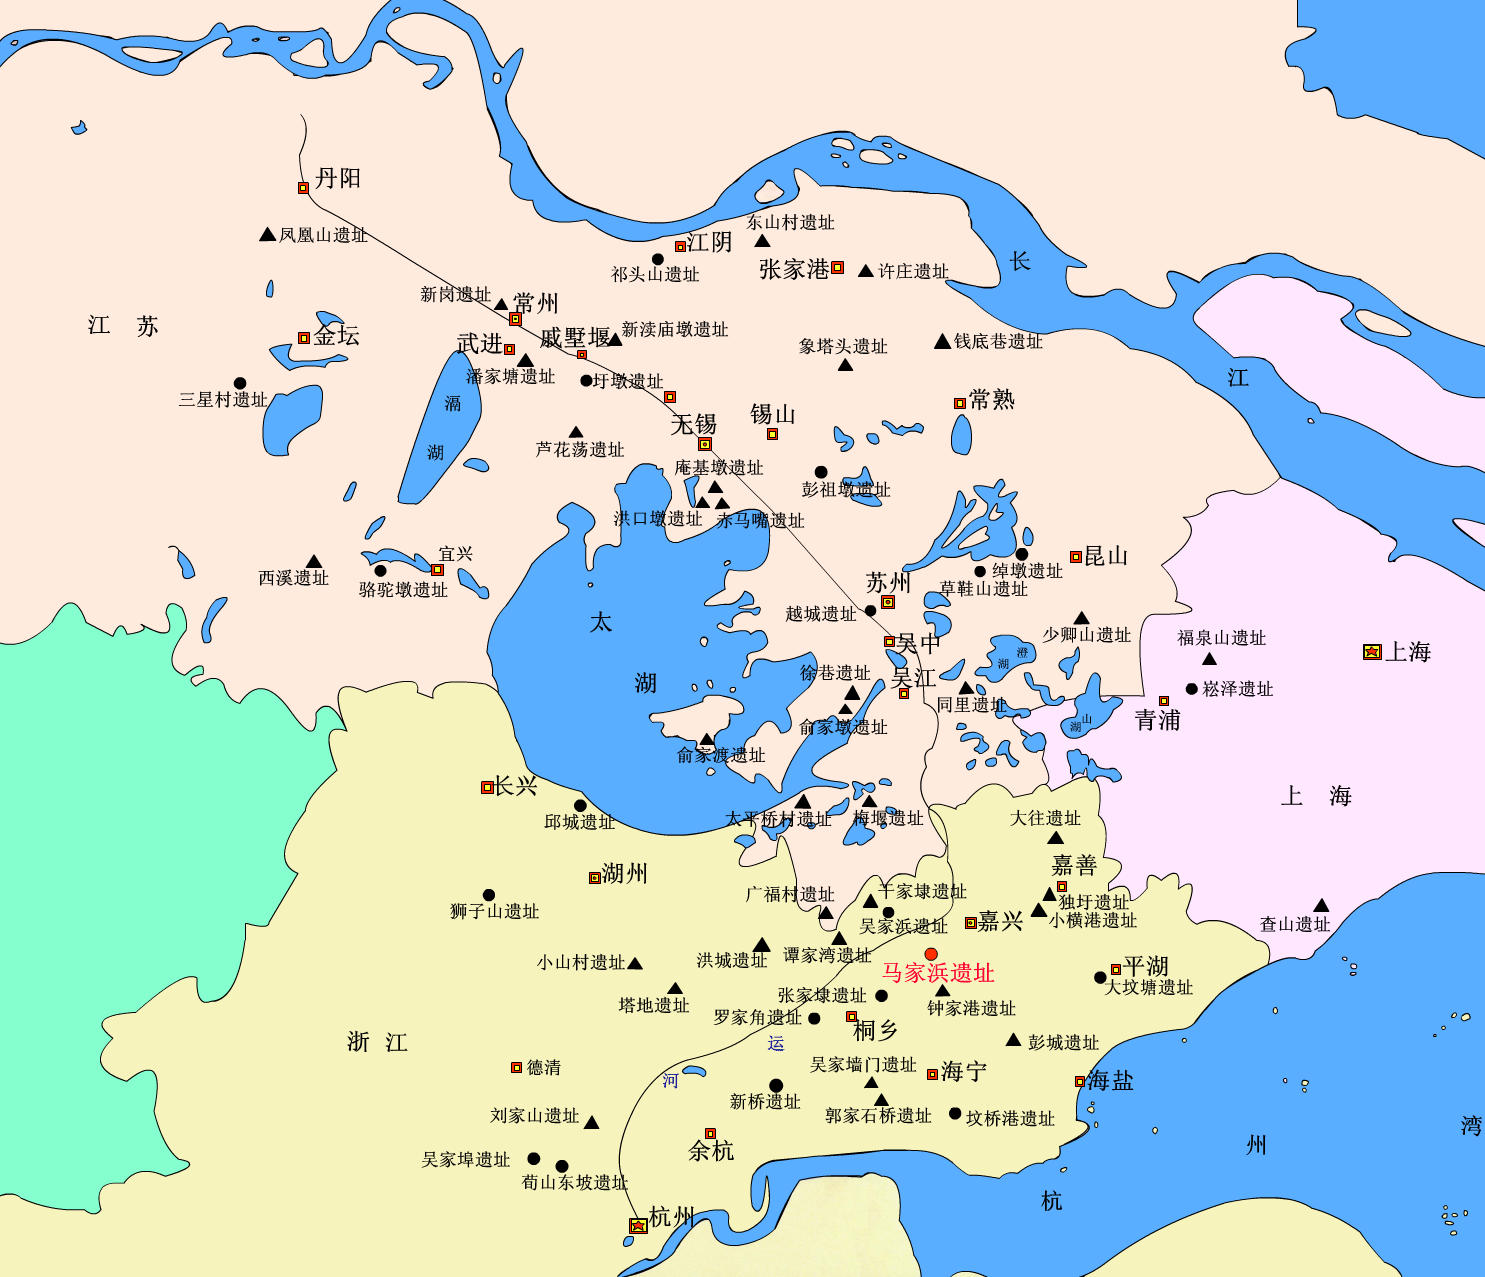 丹阳
凤凰山遗址
东山村遗址
江阴
祁头山遗址
张家港
许庄遗址
长
新岗遗址
常州
江 苏
金坛
武进
戚墅堰
新渎庙墩遗址
象塔头遗址
钱底巷遗址
潘家塘遗址
圩墩遗址
江
三星村遗址
滆
湖
常熟
无锡
锡山
芦花荡遗址
庵基墩遗址
彭祖墩遗址
洪口墩遗址
赤马嘴遗址
宜兴
西溪遗址
骆驼墩遗址
昆山
绰墩遗址
草鞋山遗址
苏州
越城遗址
太
湖
吴中
少卿山遗址
福泉山遗址
上海
澄
湖
徐巷遗址
吴江
崧泽遗址
同里遗址
青浦
俞家墩遗址
山
湖
俞家渡遗址
长兴
上 海
邱城遗址
太平桥村遗址
梅堰遗址
大往遗址
湖州
嘉善
狮子山遗址
广福村遗址
干家埭遗址
独圩遗址
吴家浜遗址
嘉兴
小横港遗址
查山遗址
小山村遗址
洪城遗址
谭家湾遗址
马家浜遗址
平湖
大坟塘遗址
塔地遗址
张家埭遗址
钟家港遗址
罗家角遗址
桐乡
浙 江
运
河
彭城遗址
德清
吴家墙门遗址
海宁
海盐
新桥遗址
刘家山遗址
郭家石桥遗址
坟桥港遗址
湾
余杭
州
吴家埠遗址
荀山东坡遗址
杭
杭州